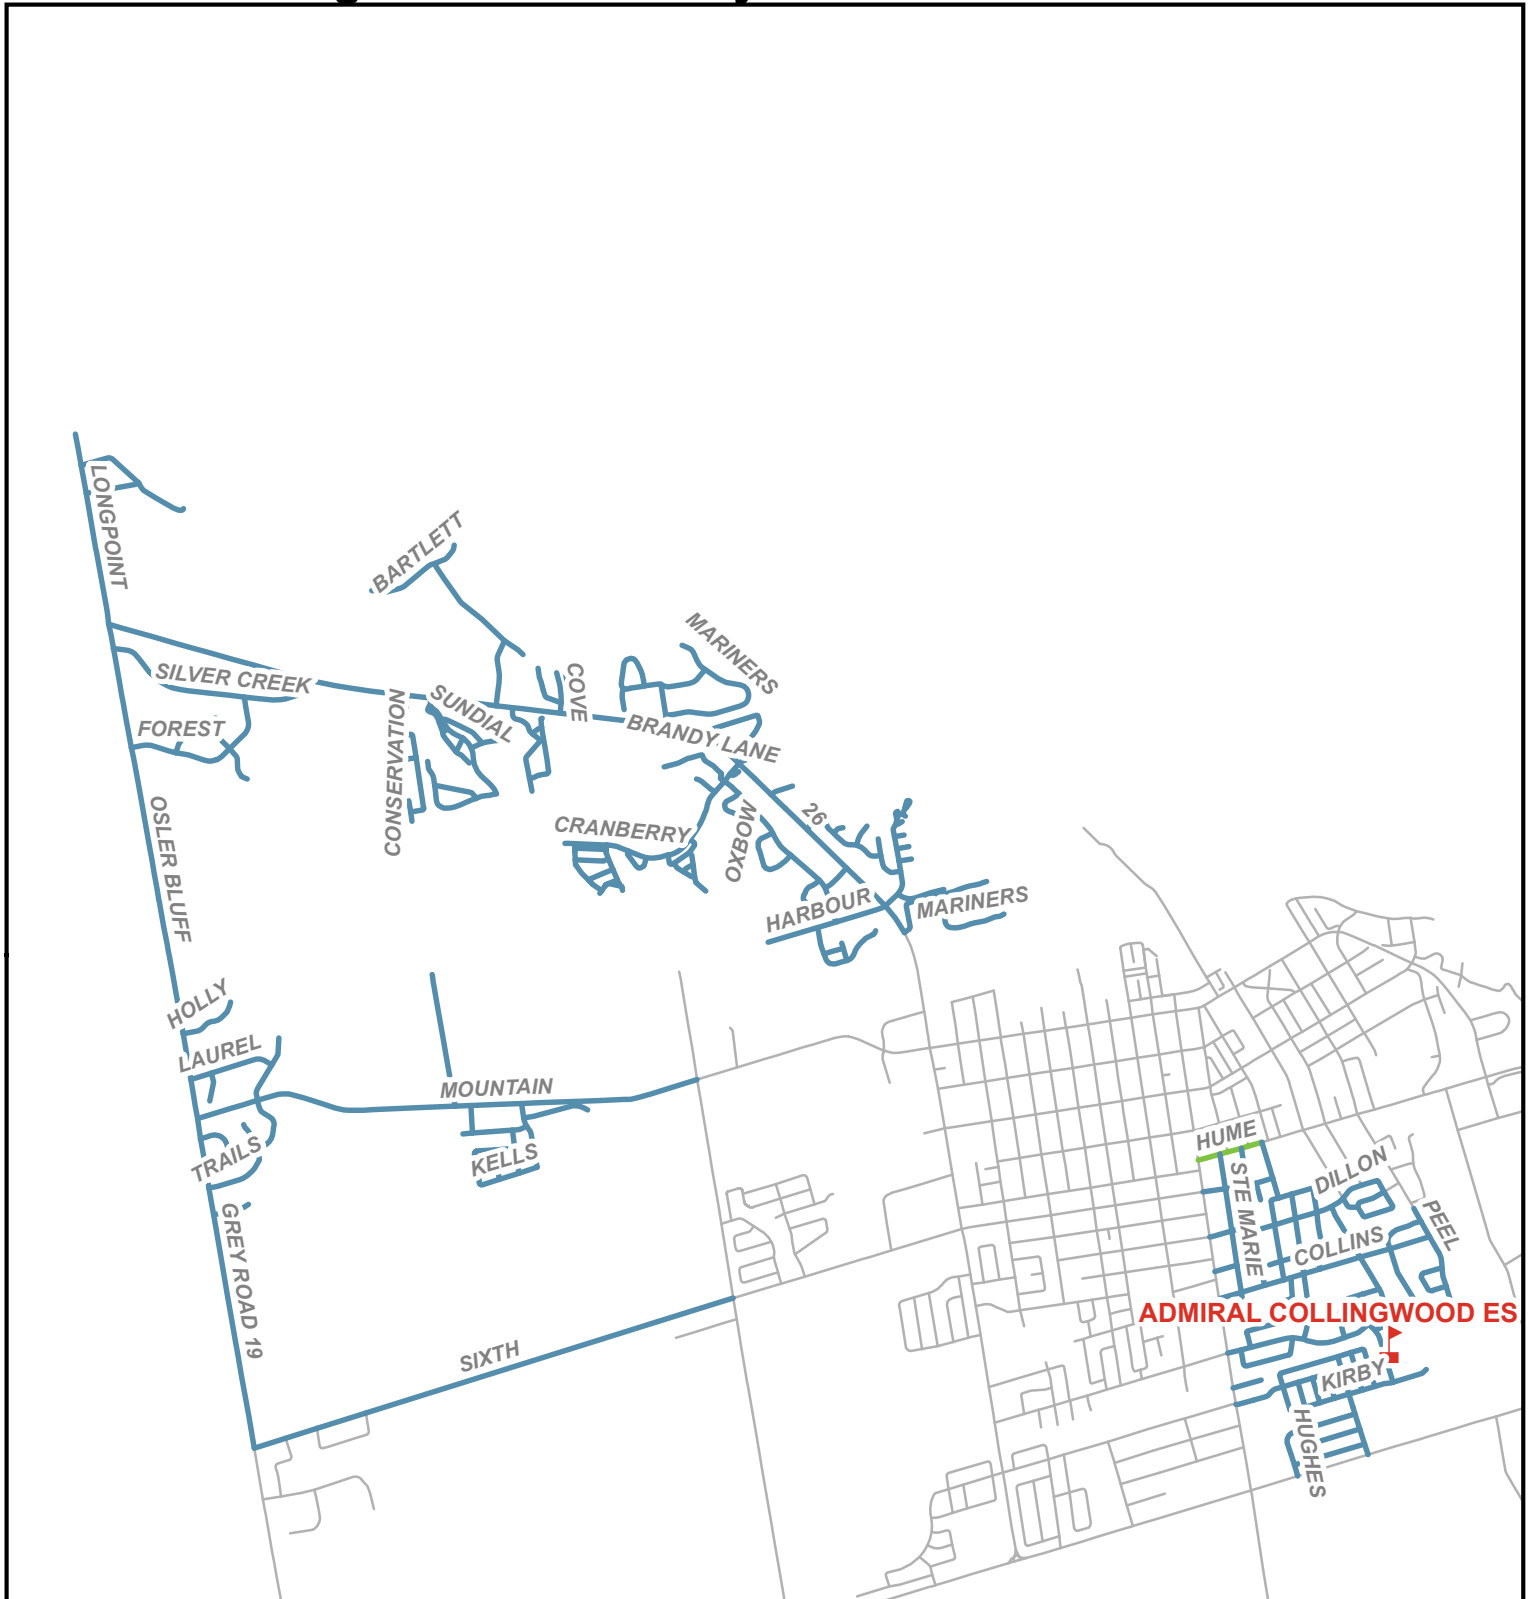 LONGPOINT
BARTLETT
MARINERS
SILVER CREEK
SUNDIAL
COVE
FOREST
CONSERVATION
BRANDY LANE
OSLER BLUFF
CRANBERRY
OXBOW
26
HARBOUR
MARINERS
HOLLY
LAUREL
MOUNTAIN
TRAILS
KELLS
HUME
STE MARIE
DILLON
PEEL
COLLINS
GREY ROAD 19
ADMIRAL COLLINGWOOD ES
SIXTH
KIRBY
HUGHES